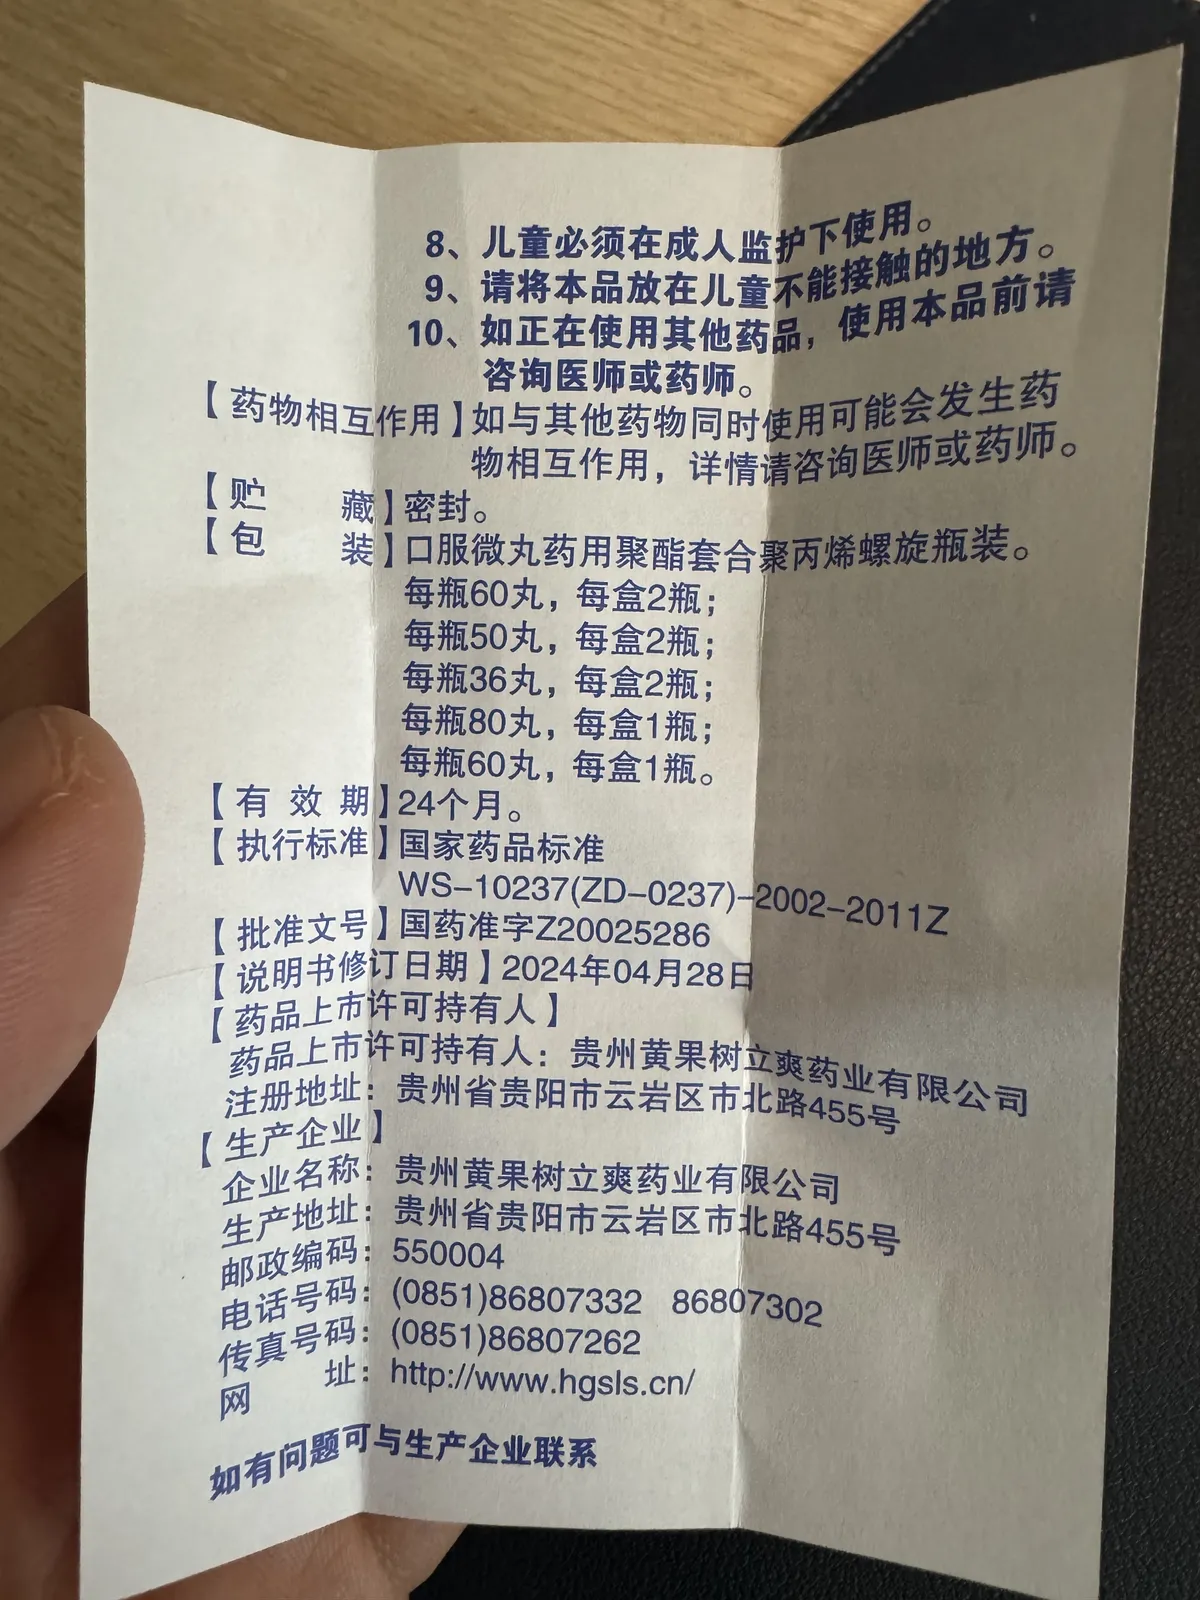 8、儿童必须在成人监护下使用。
9、请将本品放在儿童不能接触的地方。
10、如正在使用其他药品，使用本品前请
咨询医师或药师。
【药物相互作用】如与其他药物同时使用可能会发生药
物相互作用，详情请咨询医师或药师。
【贮 藏】密封。
【包 装】口服微丸药用聚酯套合聚丙烯螺旋瓶装。
每瓶60丸，每盒2瓶；
每瓶50丸，每盒2瓶；
每瓶36丸，每盒2瓶；
每瓶80丸，每盒1瓶；
每瓶60丸，每盒1瓶。
【有 效 期】24个月。
【执行标准】国家药品标准
WS-10237(ZD-0237)-2002-2011Z
【批准文号】国药准字Z20025286
【说明书修订日期】2024年04月28日
【药品上市许可持有人】
药品上市许可持有人：贵州黄果树立爽药业有限公司
注册地址：贵州省贵阳市云岩区市北路455号
【生产企业】
企业名称：贵州黄果树立爽药业有限公司
生产地址：贵州省贵阳市云岩区市北路455号
邮政编码：550004
电话号码：(0851)86807332 86807302
传真号码：(0851)86807262
网 址：http://www.hgsls.cn/
如有问题可与生产企业联系